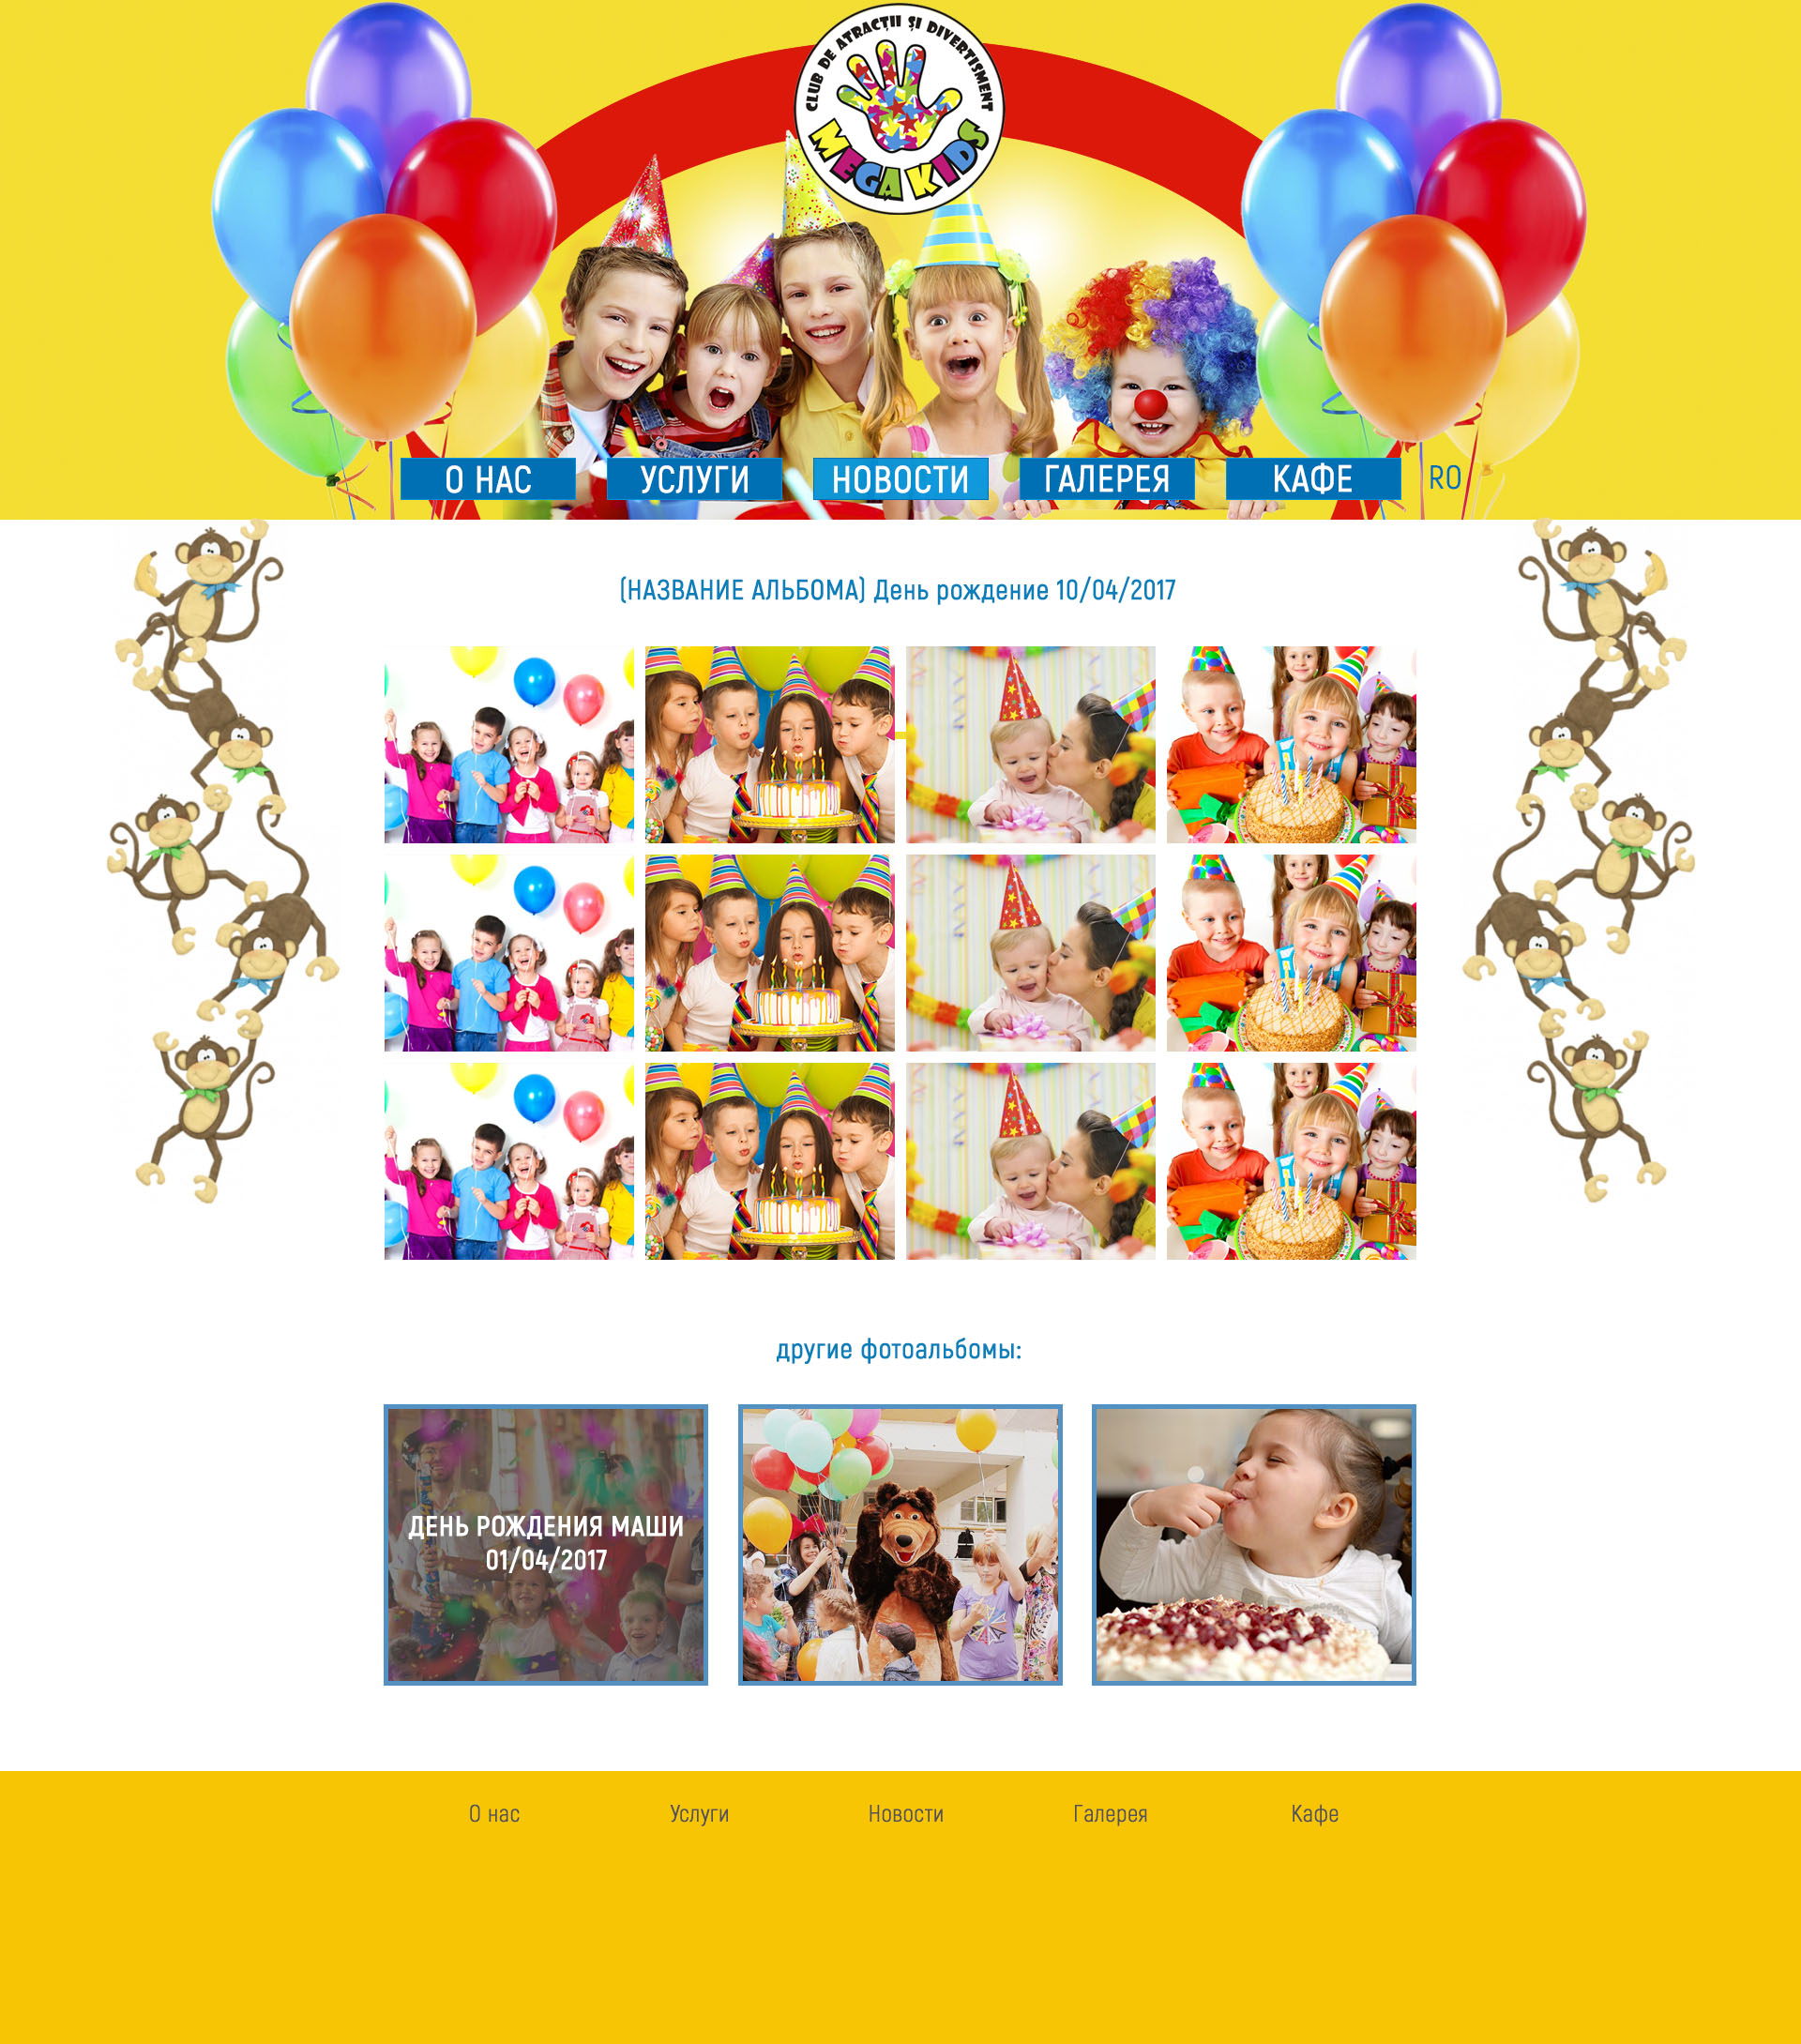 CLUB DE ATRACȚII ȘI DIVERTISMENT
MEGA KIDS
О НАС
УСЛУГИ
НОВОСТИ
ГАЛЕРЕЯ
КАФЕ
RO
(НАЗВАНИЕ АЛЬБОМА) День рождение 10/04/2017
другие фотоальбомы:
ДЕНЬ РОЖДЕНИЯ МАШИ
01/04/2017
О нас
Услуги
Новости
Галерея
Кафе